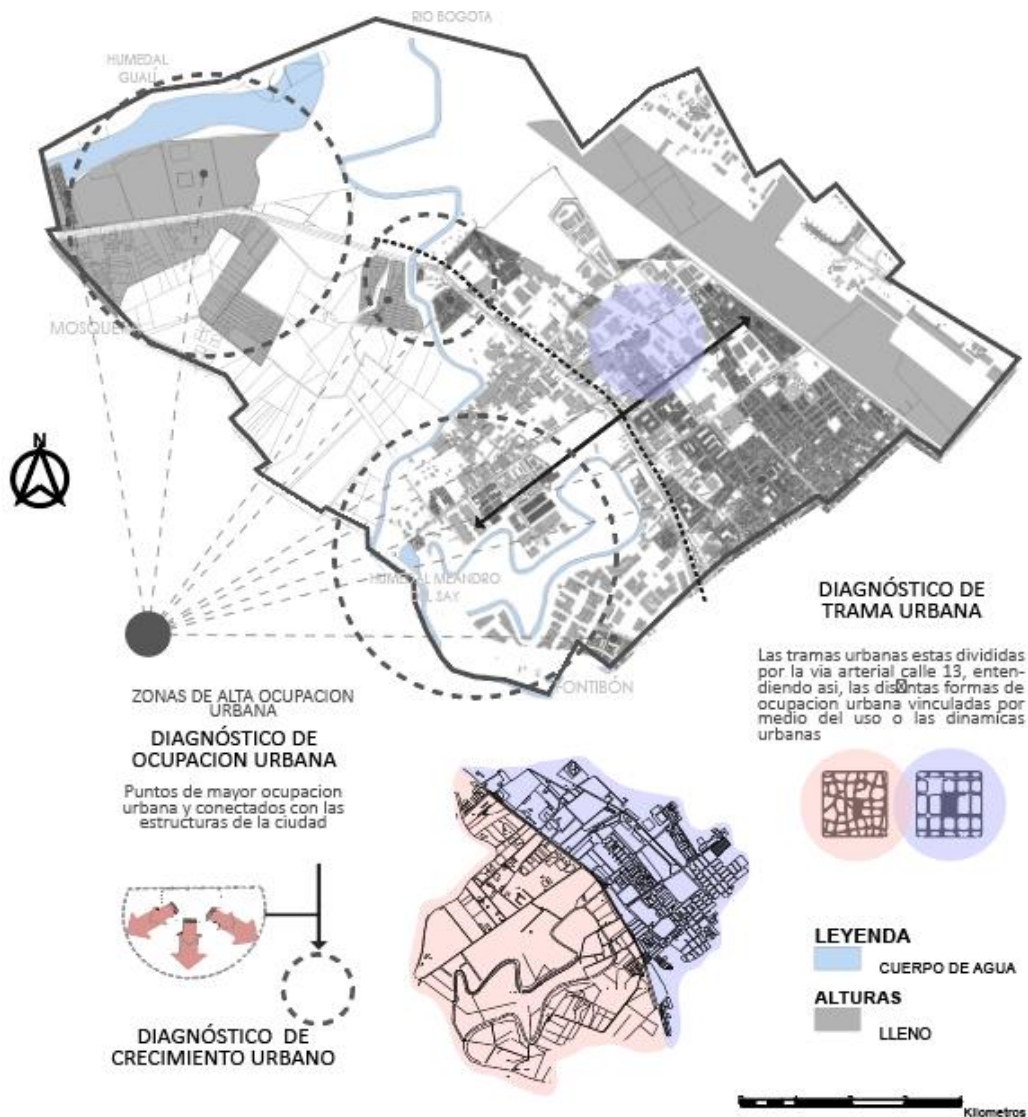 RIO BOGOTA
HUMEDAL
GUALÍ
MOSQUERA
N
HUMEDAL MEANDRO
DEL SAY
FONTIBÓN
ZONAS DE ALTA OCUPACION
URBANA
DIAGNÓSTICO DE
OCUPACION URBANA
Puntos de mayor ocupacion
urbana y conectados con las
estructuras de la ciudad
DIAGNÓSTICO DE
CRECIMIENTO URBANO
DIAGNÓSTICO DE
TRAMA URBANA
Las tramas urbanas estas divididas
por la via arterial calle 13, enten-
diendo asi, las formas de
ocupacion urbana vinculadas por
medio del uso o las dinamicas
urbanas
LEYENDA
CUERPO DE AGUA
ALTURAS
LLENO
Kilometros